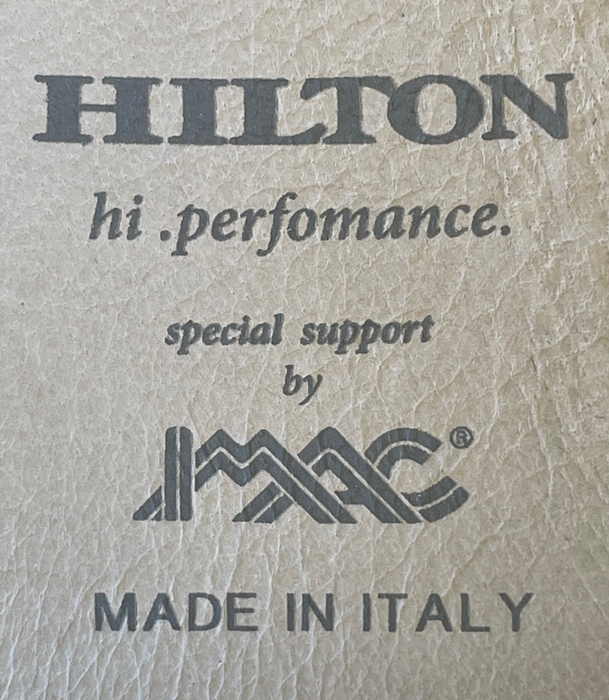 HILTON
hi .perfomance.
special support
by
IMAC®
MADE IN ITALY